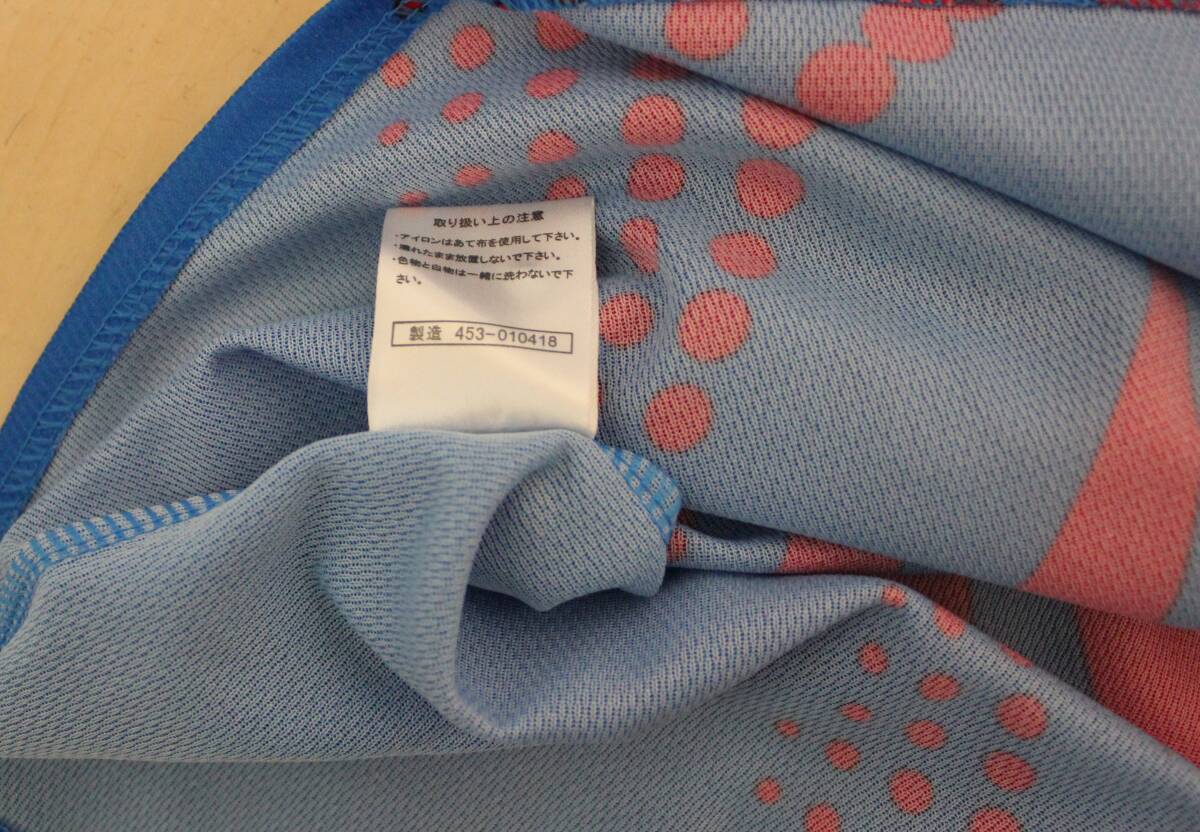 取り扱い上の注意
・アイロンはあて布を使用して下さい。
・濡れたまま放置しないで下さい。
・色物と白物は一緒に洗わないで下
さい。
製造 453-010418